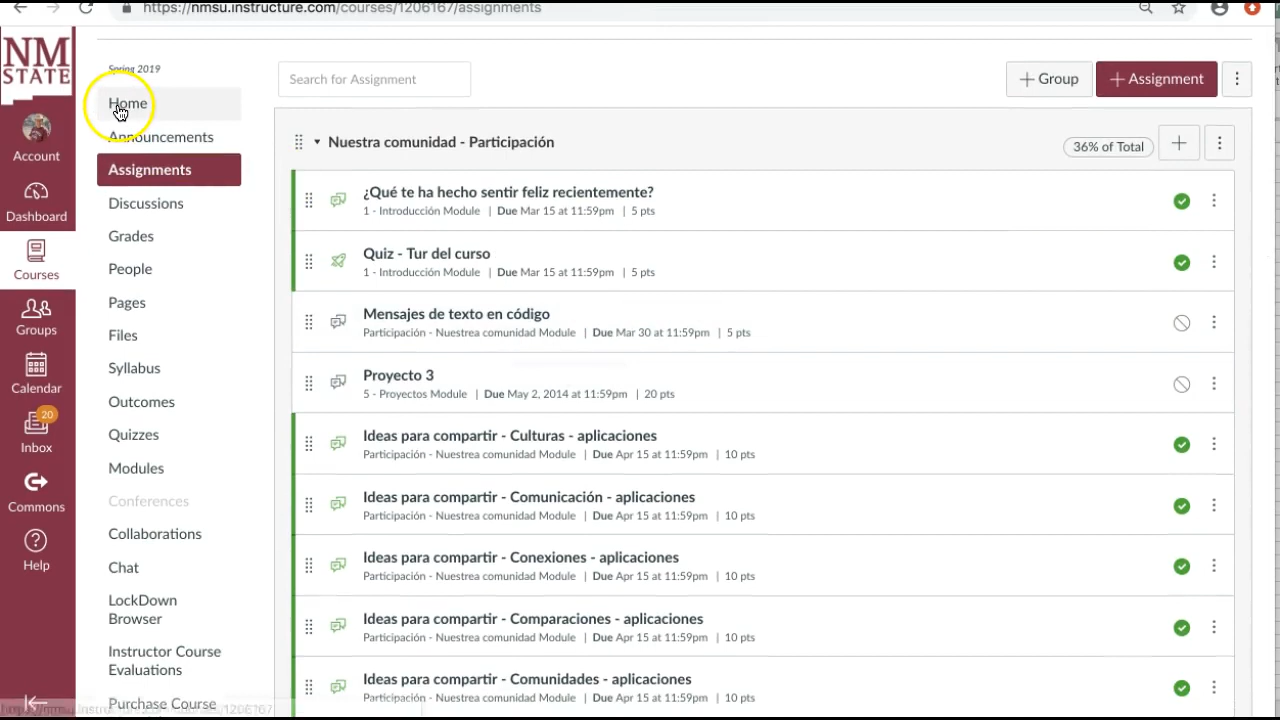 https://nmsu.instructure.com/courses/1206167/assignments
NM
STATE
Account
Dashboard
Courses
Groups
Calendar
20
Inbox
Commons
Help
Spring 2019
Home
Announcements
Assignments
Discussions
Grades
People
Pages
Files
Syllabus
Outcomes
Quizzes
Modules
Conferences
Collaborations
Chat
LockDown
Browser
Instructor Course
Evaluations
Purchase Course
Search for Assignment
+ Group
+ Assignment
Nuestra comunidad - Participación
36% of Total
¿Qué te ha hecho sentir feliz recientemente?
1 - Introducción Module | Due Mar 15 at 11:59pm | 5 pts
Quiz - Tur del curso
1 - Introducción Module | Due Mar 15 at 11:59pm | 5 pts
Mensajes de texto en código
Participación - Nuestrea comunidad Module | Due Mar 30 at 11:59pm | 5 pts
Proyecto 3
5 - Proyectos Module | Due May 2, 2014 at 11:59pm | 20 pts
Ideas para compartir - Culturas - aplicaciones
Participación - Nuestrea comunidad Module | Due Apr 15 at 11:59pm | 10 pts
Ideas para compartir - Comunicación - aplicaciones
Participación - Nuestrea comunidad Module | Due Apr 15 at 11:59pm | 10 pts
Ideas para compartir - Conexiones - aplicaciones
Participación - Nuestrea comunidad Module | Due Apr 15 at 11:59pm | 10 pts
Ideas para compartir - Comparaciones - aplicaciones
Participación - Nuestrea comunidad Module | Due Apr 15 at 11:59pm | 10 pts
Ideas para compartir - Comunidades - aplicaciones
Participación - Nuestrea comunidad Module | Due Apr 15 at 11:59pm | 10 pts